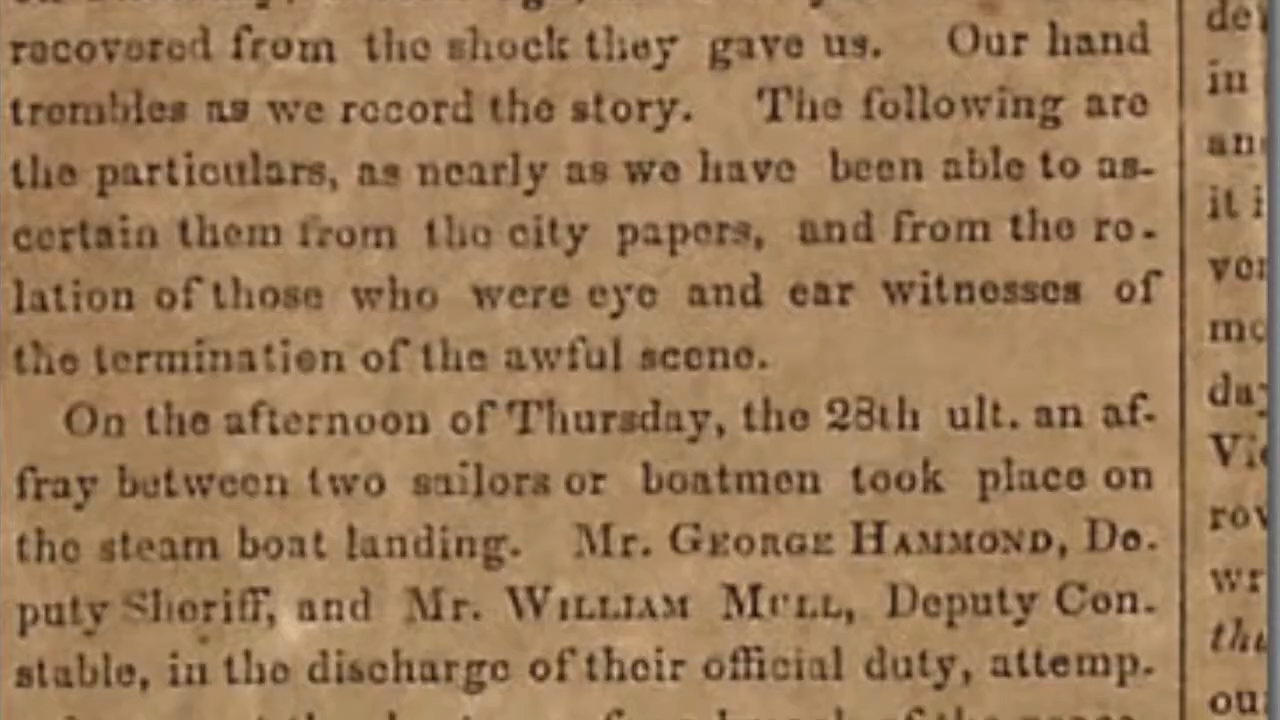 recovered from the shock they gave us. Our hand
trembles as we record the story. The following are
the particulars, as nearly as we have been able to as-
certain them from the city papers, and from the re-
lation of those who were eye and ear witnesses of
the termination of the awful scene.
On the afternoon of Thursday, the 28th ult. an af-
fray between two sailors or boatmen took place on
the steam boat landing. Mr. GEORGE HAMMOND, De-
puty Sheriff, and Mr. WILLIAM MULL, Deputy Con-
stable, in the discharge of their official duty, attemp-
in
it i